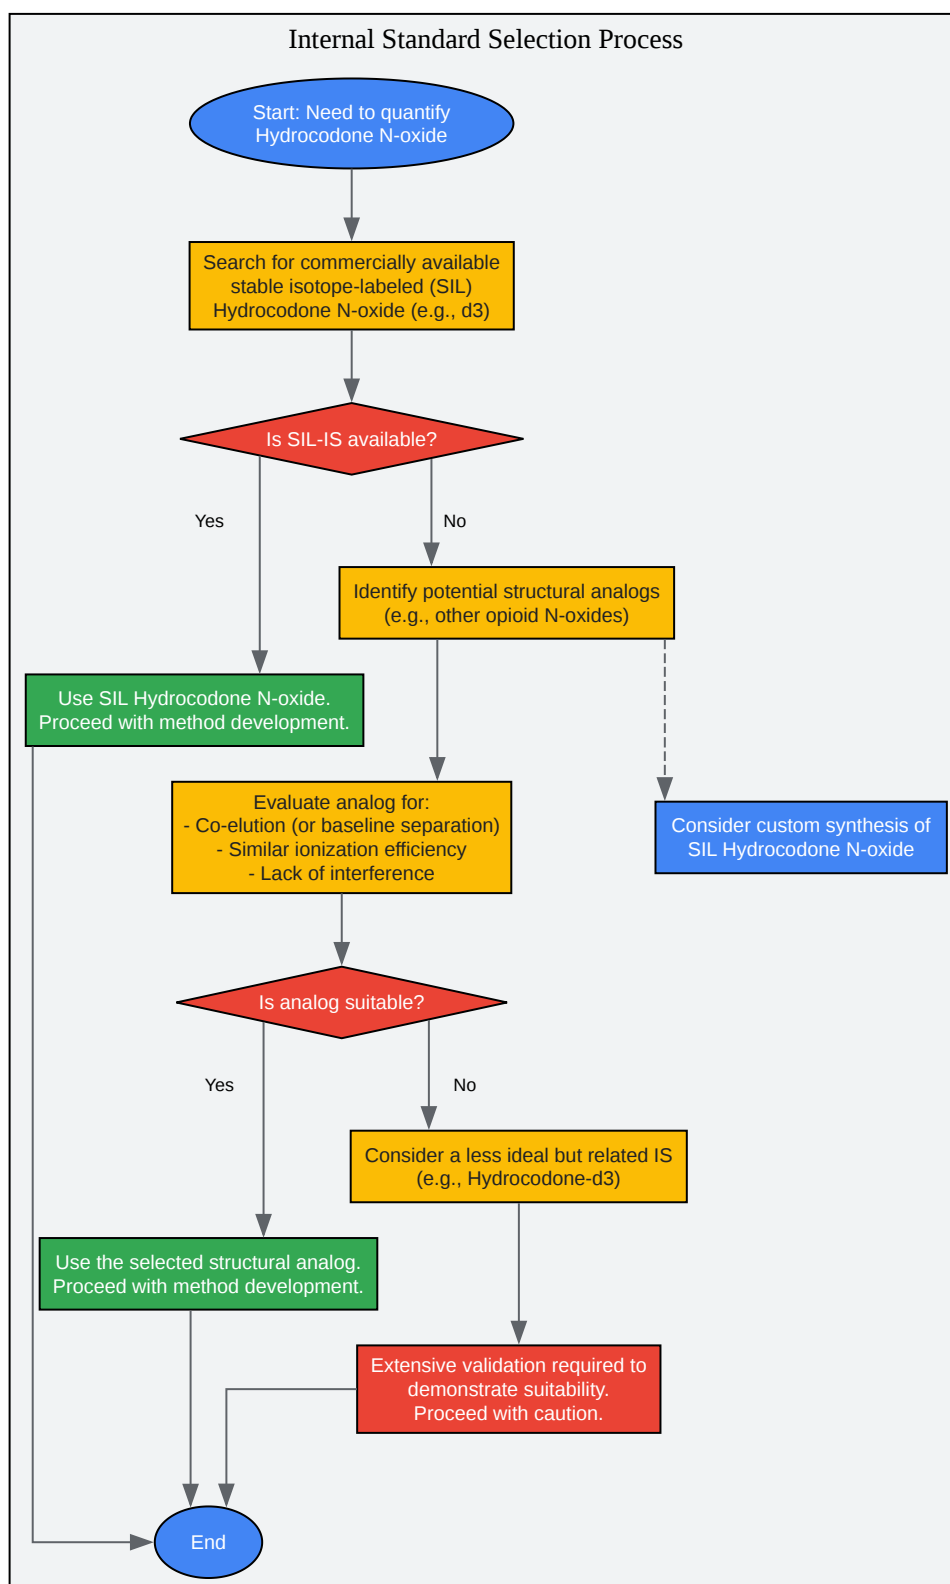 Internal Standard Selection Process
Start: Need to quantify
Hydrocodone N-oxide
Search for commercially available
stable isotope-labeled (SIL)
Hydrocodone N-oxide (e.g., d3)
Is SIL-IS available?
Yes
No
Identify potential structural analogs
(e.g., other opioid N-oxides)
Use SIL Hydrocodone N-oxide.
Proceed with method development.
Evaluate analog for:
- Co-elution (or baseline separation)
- Similar ionization efficiency
- Lack of interference
Consider custom synthesis of
SIL Hydrocodone N-oxide
Is analog suitable?
Yes
No
Consider a less ideal but related IS
(e.g., Hydrocodone-d3)
Use the selected structural analog.
Proceed with method development.
Extensive validation required to
demonstrate suitability.
Proceed with caution.
End